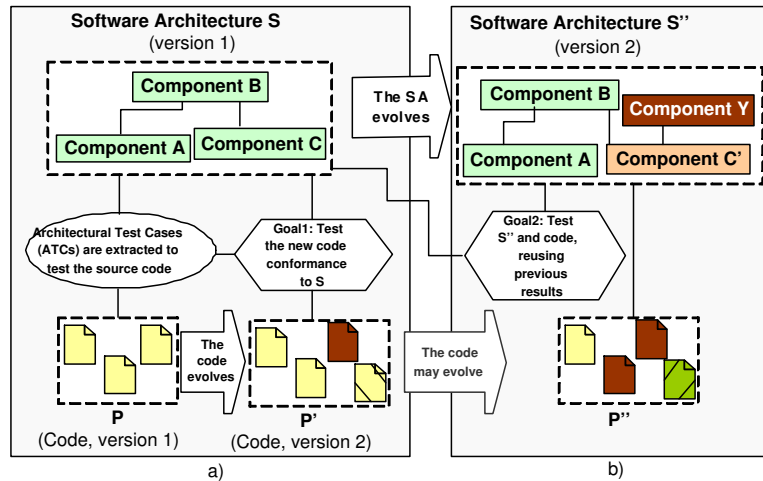 Software Architecture S
(version 1)
Component B
Component A
Component C
Architectural Test Cases
(ATCs) are extracted to
test the source code
Goal1: Test
the new code
conformance
to S
The
code
evolves
P
(Code, version 1)
P'
(Code, version 2)
a)
The SA
evolves
The code
may evolve
Software Architecture S''
(version 2)
Component B
Component Y
Component A
Component C'
Goal2: Test
S'' and code,
reusing
previous
results
P''
b)